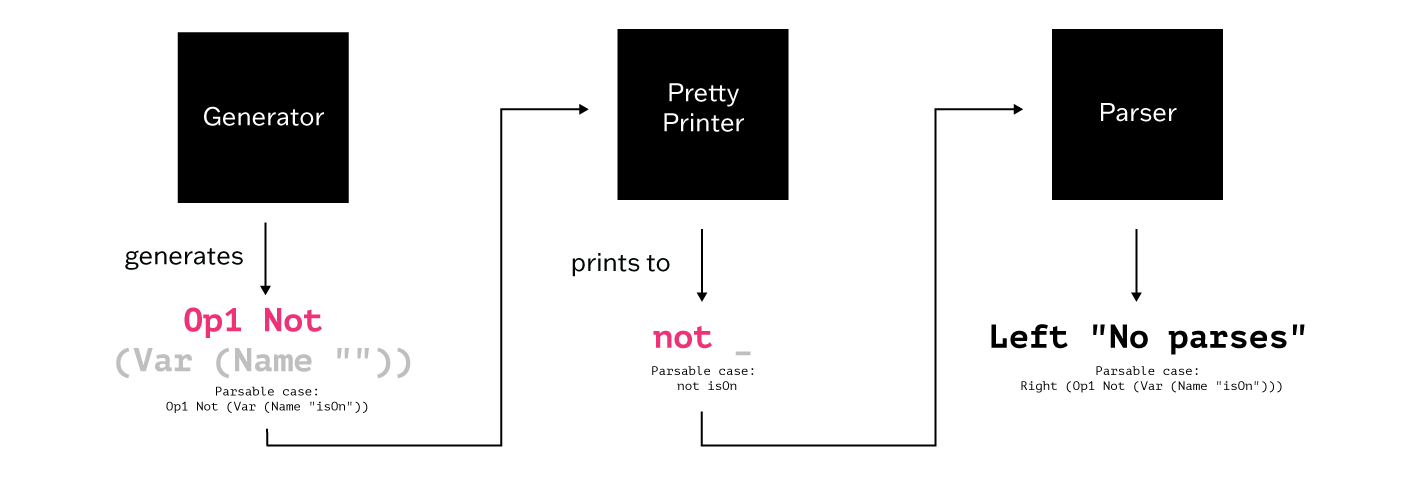 Generator
generates
Op1 Not
(Var (Name ""))
Parsable case:
Op1 Not (Var (Name "isOn"))
Pretty
Printer
prints to
not _
Parsable case:
not isOn
Parser
Left "No parses"
Parsable case:
Right (Op1 Not (Var (Name "isOn")))